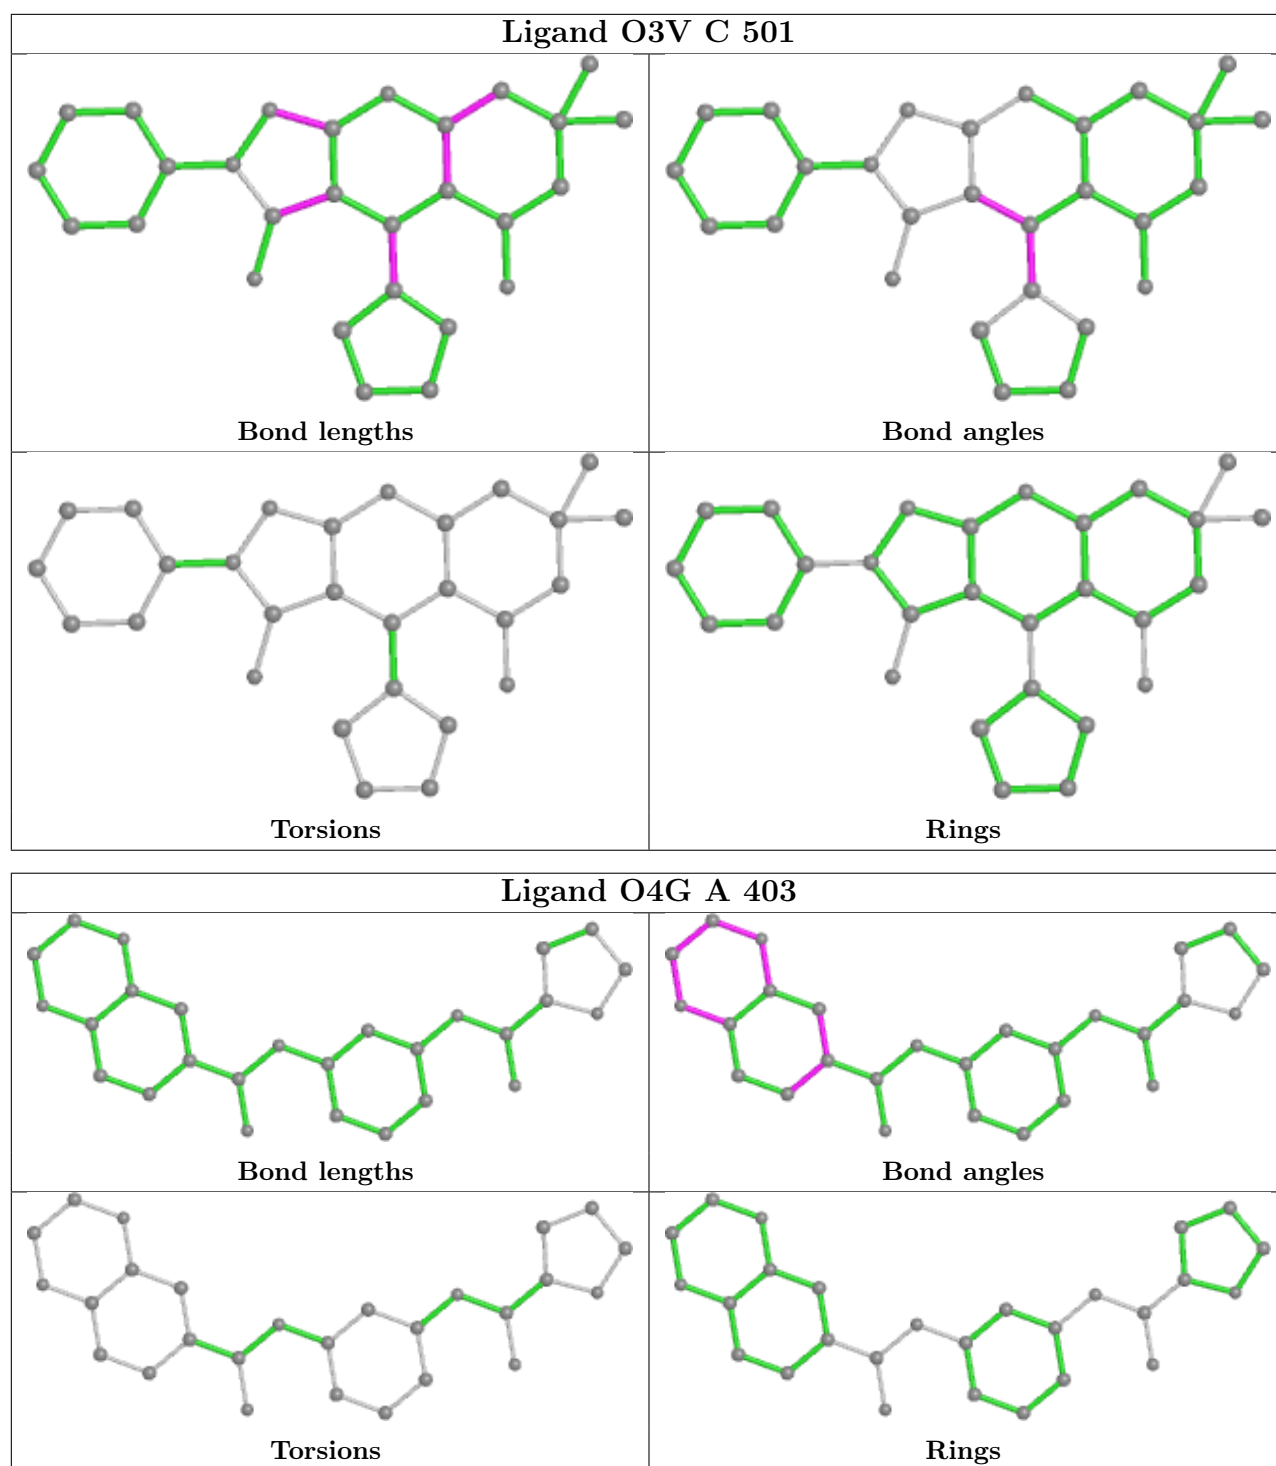 Ligand O3V C 501
Bond lengths
Bond angles
Torsions
Rings
Ligand O4G A 403
Bond lengths
Bond angles
Torsions
Rings